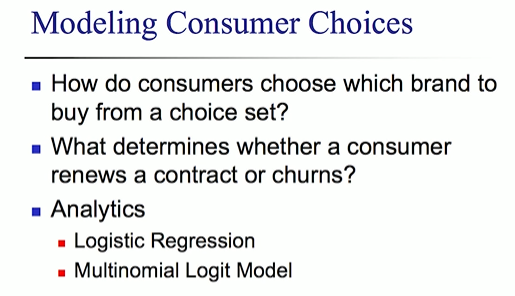 Modeling Consumer Choices
How do consumers choose which brand to
buy from a choice set?
What determines whether a consumer
renews a contract or churns?
Analytics
Logistic Regression
Multinomial Logit Model